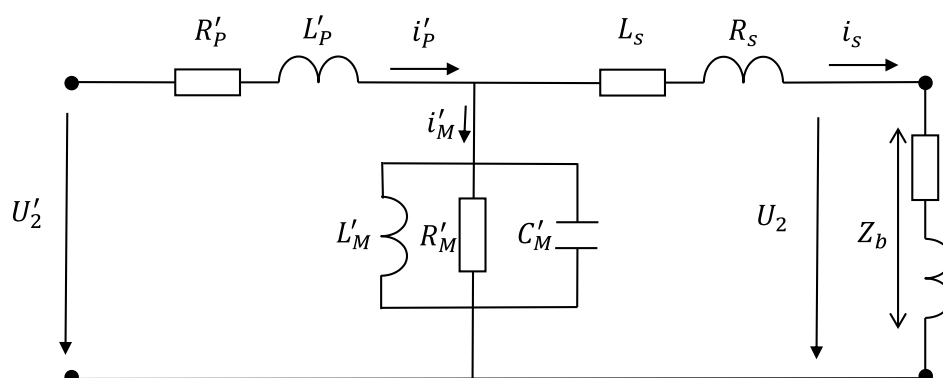 R′_P
L′_P
i′_P
L_s
R_s
i_s
i′_M
U′_2
L′_M
R′_M
C′_M
U_2
Z_b